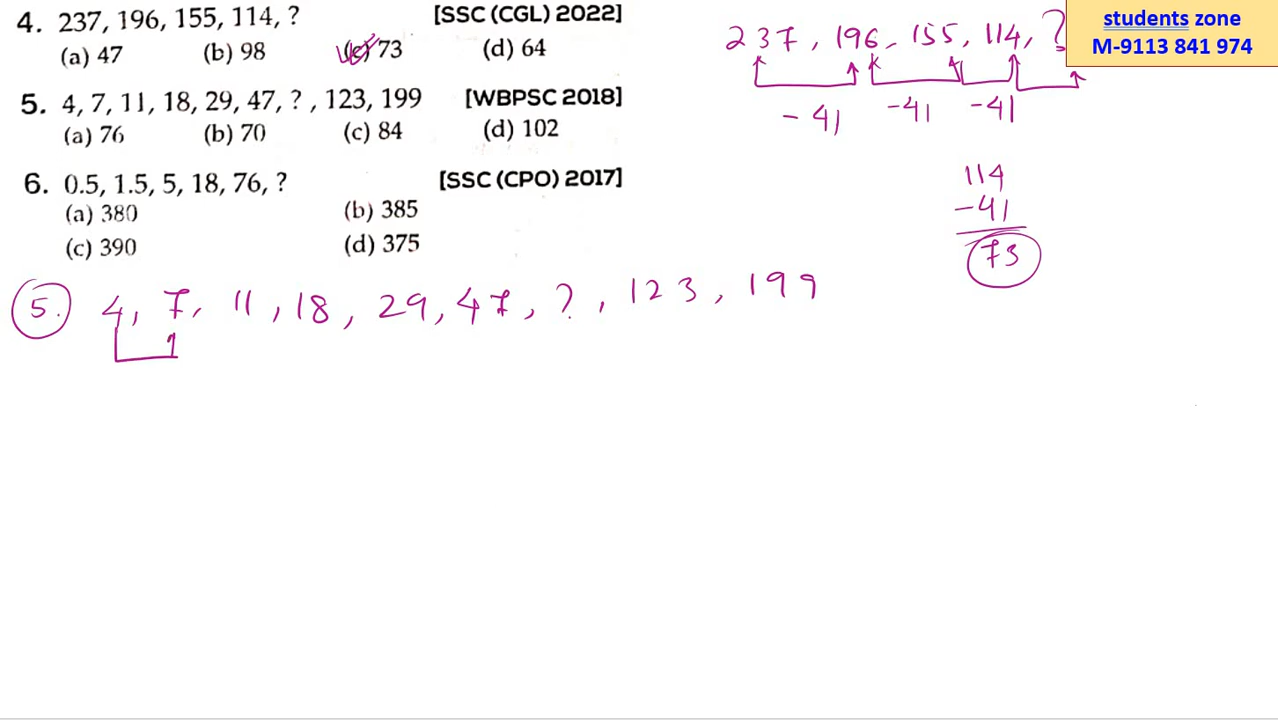 4. 237, 196, 155, 114, ? [SSC (CGL) 2022]
(a) 47 (b) 98 (c) 73 (d) 64
5. 4, 7, 11, 18, 29, 47, ? , 123, 199 [WBPSC 2018]
(a) 76 (b) 70 (c) 84 (d) 102
6. 0.5, 1.5, 5, 18, 76, ? [SSC (CPO) 2017]
(a) 380 (b) 385
(c) 390 (d) 375
237, 196, 155, 114, ?
- 41 -41 -41
114
-41
73
students zone
M-9113 841 974
5. 4, 7, 11, 18, 29, 47, ?, 123, 199